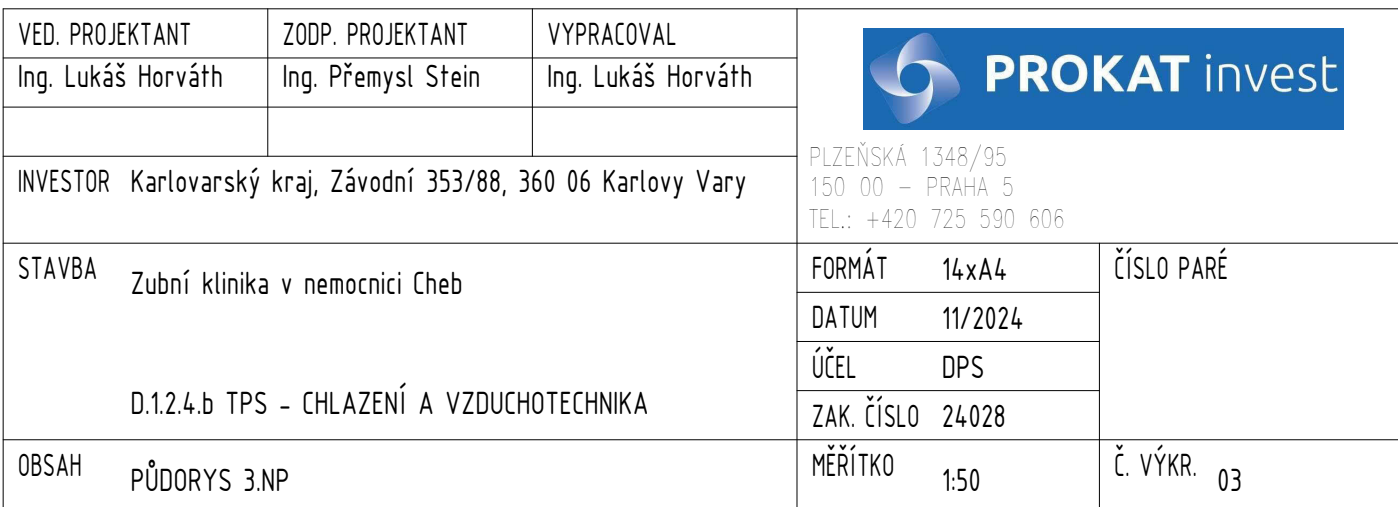 VED. PROJEKTANT ZODP. PROJEKTANT VYPRACOVAL
Ing. Lukáš Horváth Ing. Přemysl Stein Ing. Lukáš Horváth
PROKAT invest
PLZEŇSKÁ 1348/95
150 00 – PRAHA 5
TEL.: +420 725 590 606
INVESTOR Karlovarský kraj, Závodní 353/88, 360 06 Karlovy Vary
STAVBA Zubní klinika v nemocnici Cheb
D.1.2.4.b TPS - CHLAZENÍ A VZDUCHOTECHNIKA
FORMÁT 14xA4
DATUM 11/2024
ÚČEL DPS
ZAK. ČÍSLO 24028
ČÍSLO PARÉ
OBSAH PŮDORYS 3.NP
MĚŘÍTKO 1:50
Č. VÝKR. 03